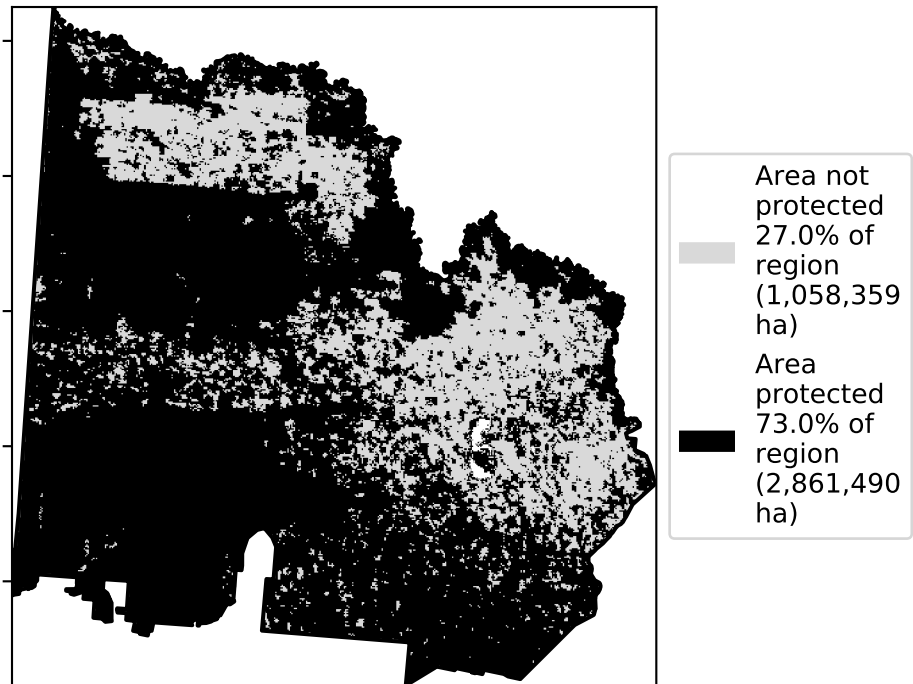 Area not
protected
27.0% of
region
(1,058,359
ha)
Area
protected
73.0% of
region
(2,861,490
ha)